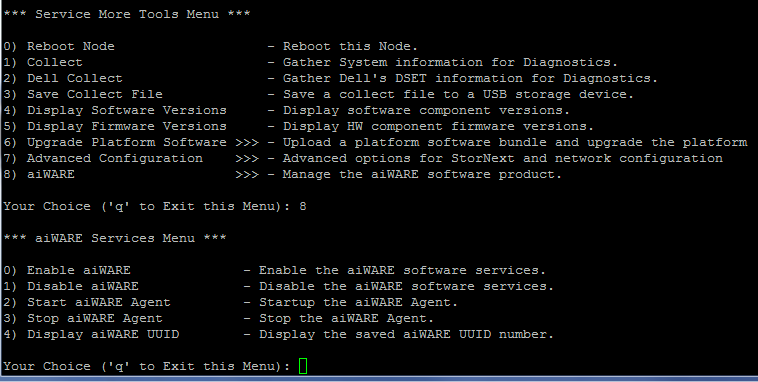 *** Service More Tools Menu ***
0) Reboot Node                   - Reboot this Node.
1) Collect                       - Gather System information for Diagnostics.
2) Dell Collect                  - Gather Dell's DSET information for Diagnostics.
3) Save Collect File             - Save a collect file to a USB storage device.
4) Display Software Versions     - Display software component versions.
5) Display Firmware Versions     - Display HW component firmware versions.
6) Upgrade Platform Software >>> - Upload a platform software bundle and upgrade the platform
7) Advanced Configuration    >>> - Advanced options for StorNext and network configuration
8) aiWARE                    >>> - Manage the aiWARE software product.
Your Choice ('q' to Exit this Menu): 8
*** aiWARE Services Menu ***
0) Enable aiWARE              - Enable the aiWARE software services.
1) Disable aiWARE             - Disable the aiWARE software services.
2) Start aiWARE Agent         - Startup the aiWARE Agent.
3) Stop aiWARE Agent          - Stop the aiWARE Agent.
4) Display aiWARE UUID        - Display the saved aiWARE UUID number.
Your Choice ('q' to Exit this Menu):